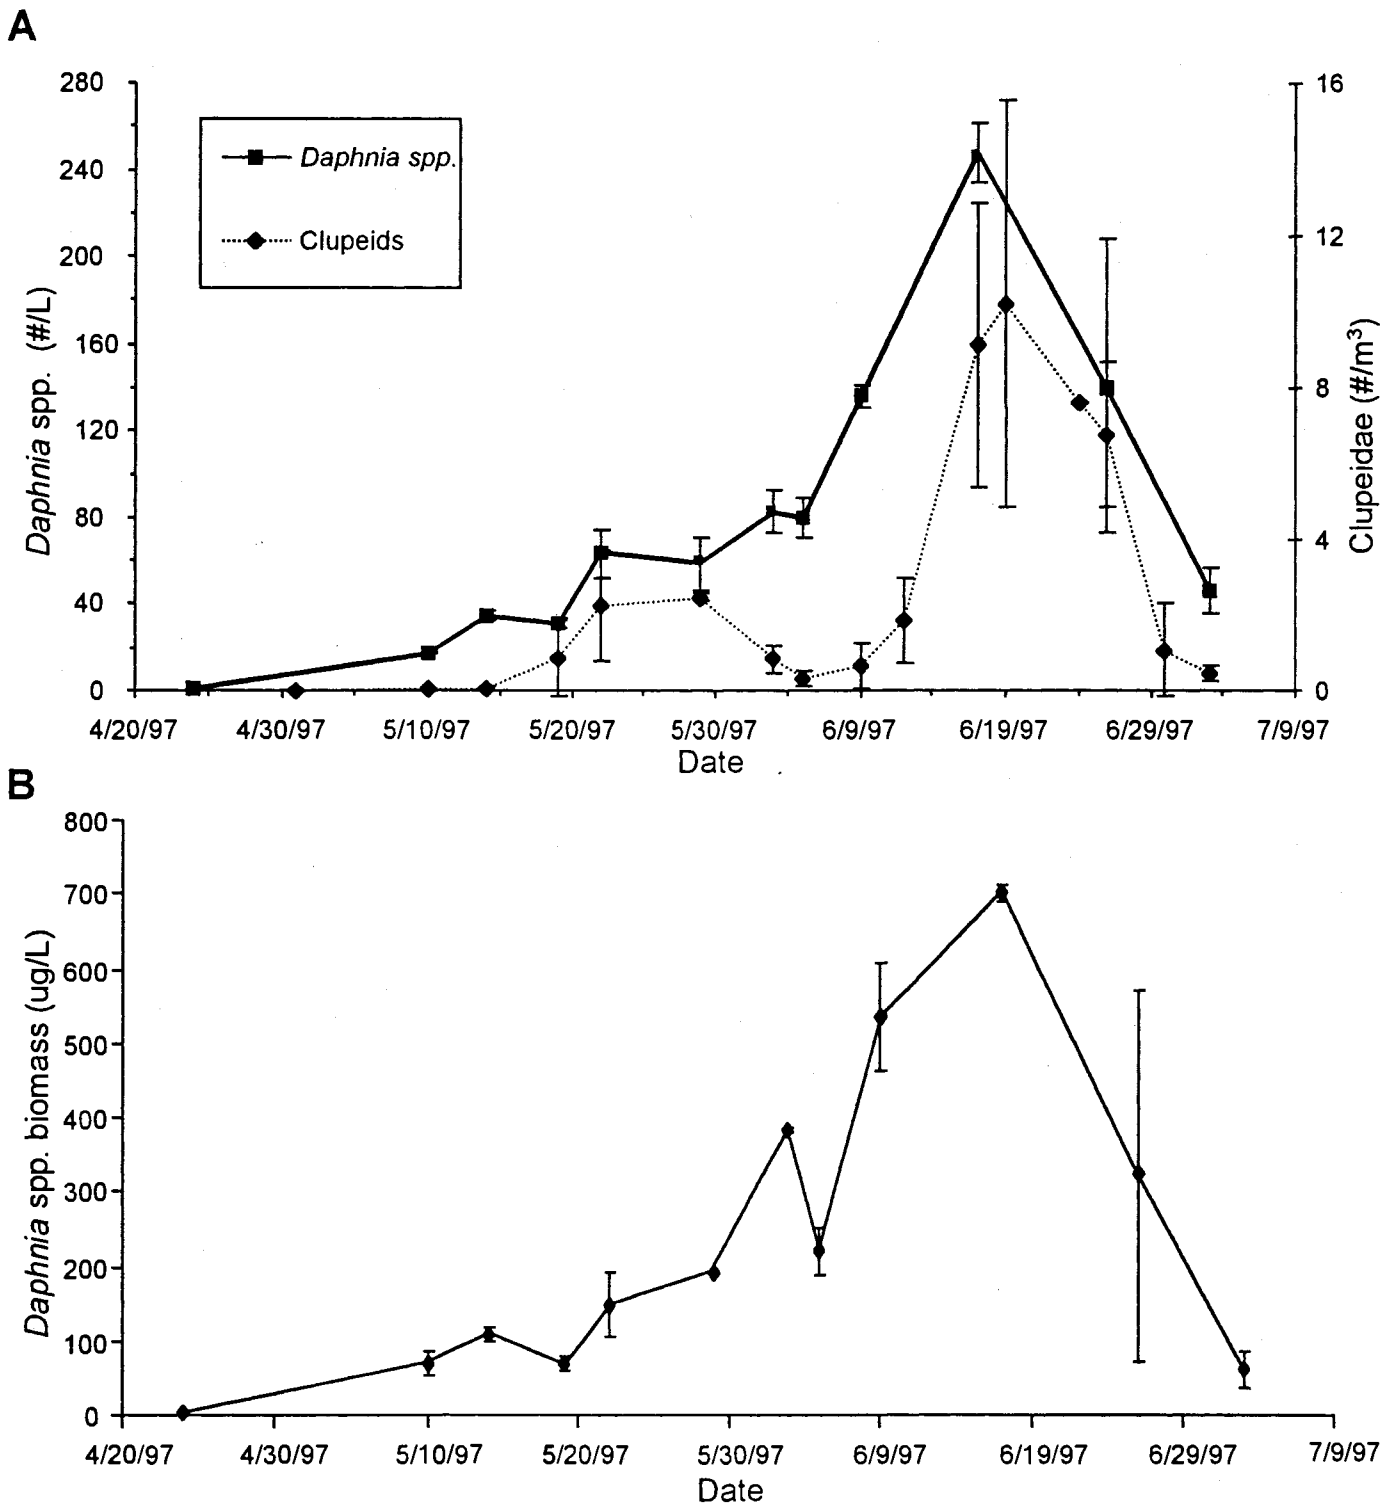 A
280
240
200
160
120
80
40
0
Daphnia spp. (#/L)
Daphnia spp.
Clupeids
16
12
8
4
0
Clupeidae (#/m³)
4/20/97 4/30/97 5/10/97 5/20/97 5/30/97 6/9/97 6/19/97 6/29/97 7/9/97
Date
B
800
700
600
500
400
300
200
100
0
Daphnia spp. biomass (ug/L)
4/20/97 4/30/97 5/10/97 5/20/97 5/30/97 6/9/97 6/19/97 6/29/97 7/9/97
Date